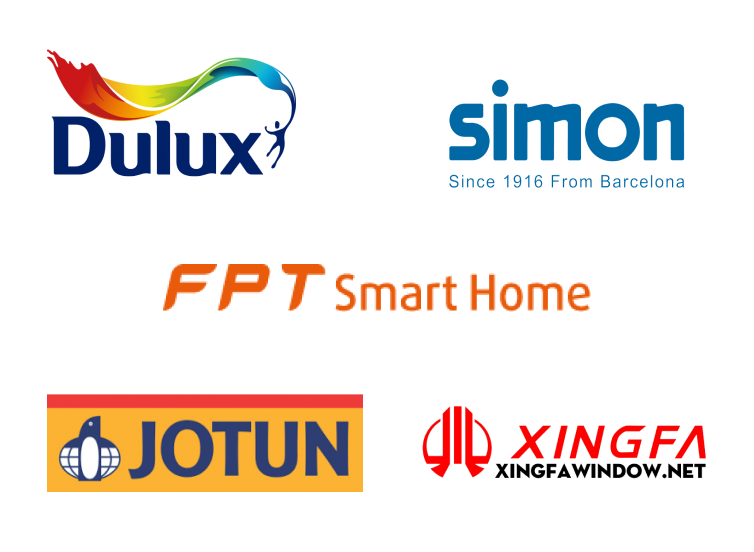 Dulux
simon
Since 1916 From Barcelona
FPT Smart Home
JOTUN
XINGFA
XINGFAWINDOW.NET